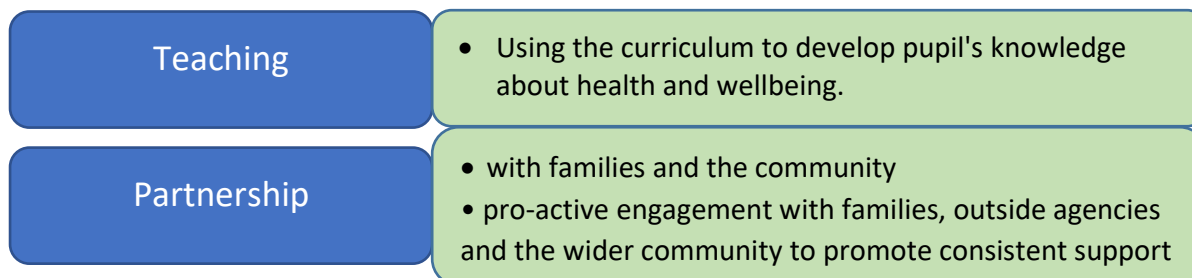 Teaching
• Using the curriculum to develop pupil's knowledge
about health and wellbeing.
Partnership
• with families and the community
• pro-active engagement with families, outside agencies
and the wider community to promote consistent support